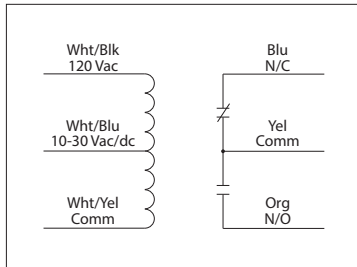 Wht/Blk
120 Vac
Blu
N/C
Wht/Blu
10-30 Vac/dc
Yel
Comm
Wht/Yel
Comm
Org
N/O